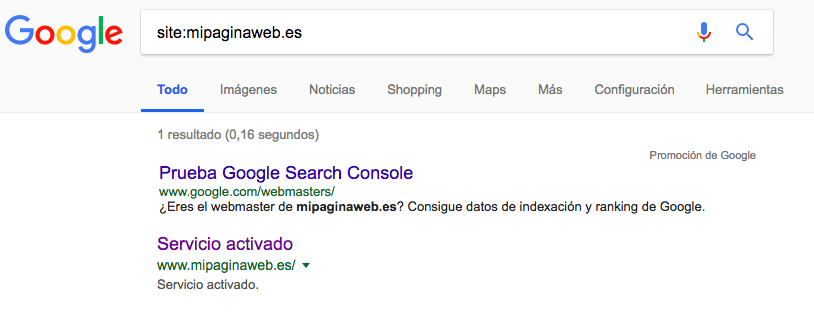 Google site:mipaginaweb.es
Todo Imágenes Noticias Shopping Maps Más Configuración Herramientas
1 resultado (0,16 segundos)
Promoción de Google
Prueba Google Search Console
www.google.com/webmasters/
¿Eres el webmaster de mipaginaweb.es? Consigue datos de indexación y ranking de Google.
Servicio activado
www.mipaginaweb.es/
Servicio activado.